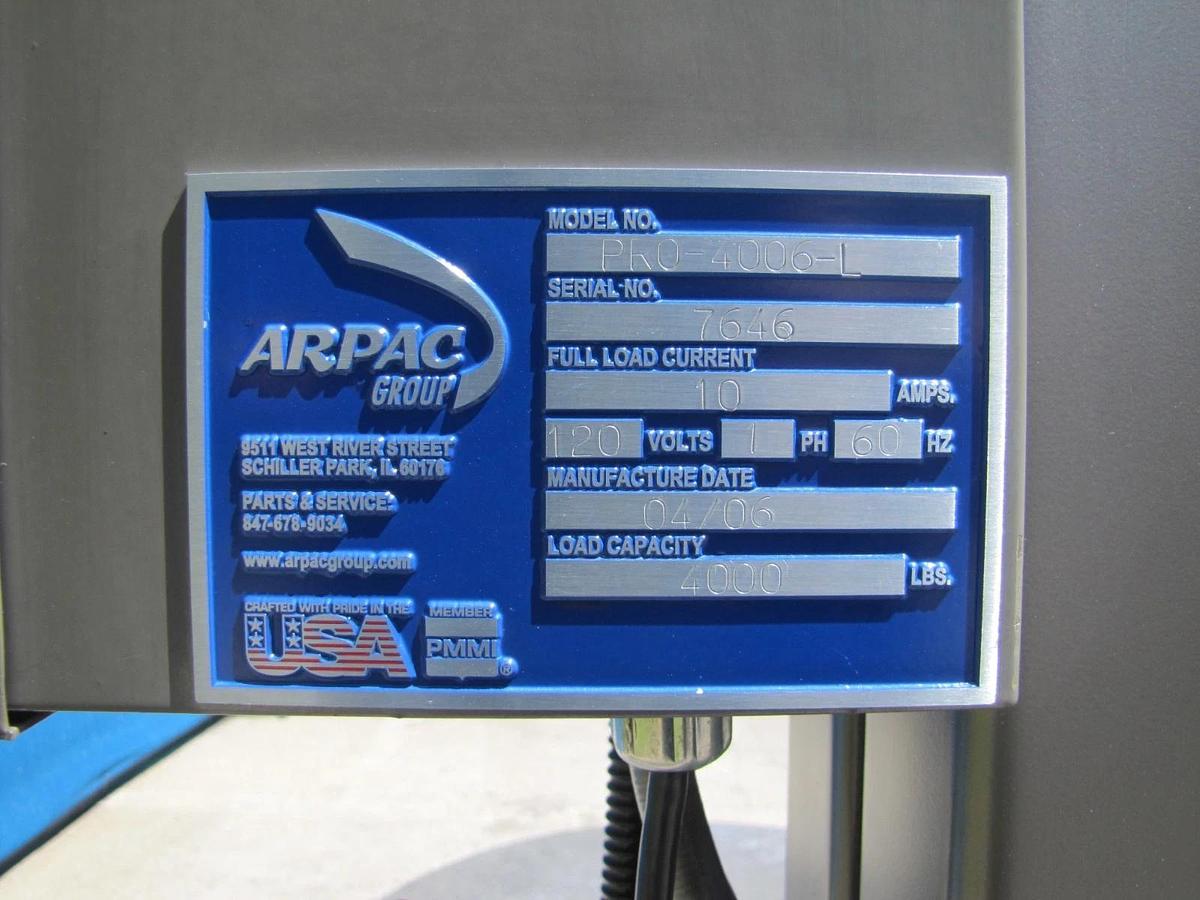 ARPAC
GROUP
9511 WEST RIVER STREET
SCHILLER PARK, IL 60176
PARTS & SERVICE:
847-678-9034
www.arpacgroup.com
CRAFTED WITH PRIDE IN THE
USA
MEMBER
PMMI
®
MODEL NO.
PRO-4006-L
SERIAL NO.
7646
FULL LOAD CURRENT
10 AMPS.
120 VOLTS 1 PH 60 HZ
MANUFACTURE DATE
04/06
LOAD CAPACITY
4000 LBS.